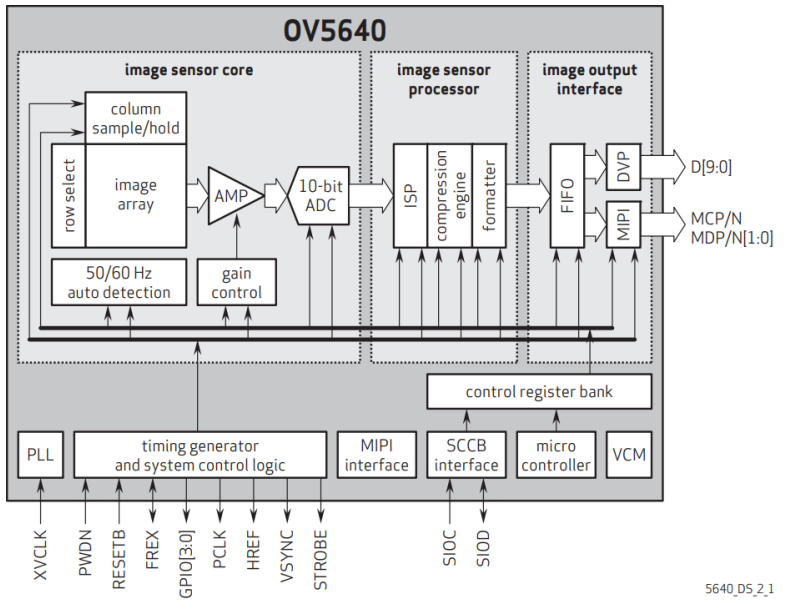 OV5640
image sensor core
image sensor
processor
image output
interface
column
sample/hold
row select
image
array
AMP
10-bit
ADC
ISP
compression
engine
formatter
FIFO
DVP
MIPI
D[9:0]
MCP/N
MDP/N[1:0]
50/60 Hz
auto detection
gain
control
control register bank
PLL
timing generator
and system control logic
MIPI
interface
SCCB
interface
micro
controller
VCM
XVCLK
PWDN
RESETB
FREX
GPIO[3:0]
PCLK
HREF
VSYNC
STROBE
SIOC
SIOD
5640_DS_2_1